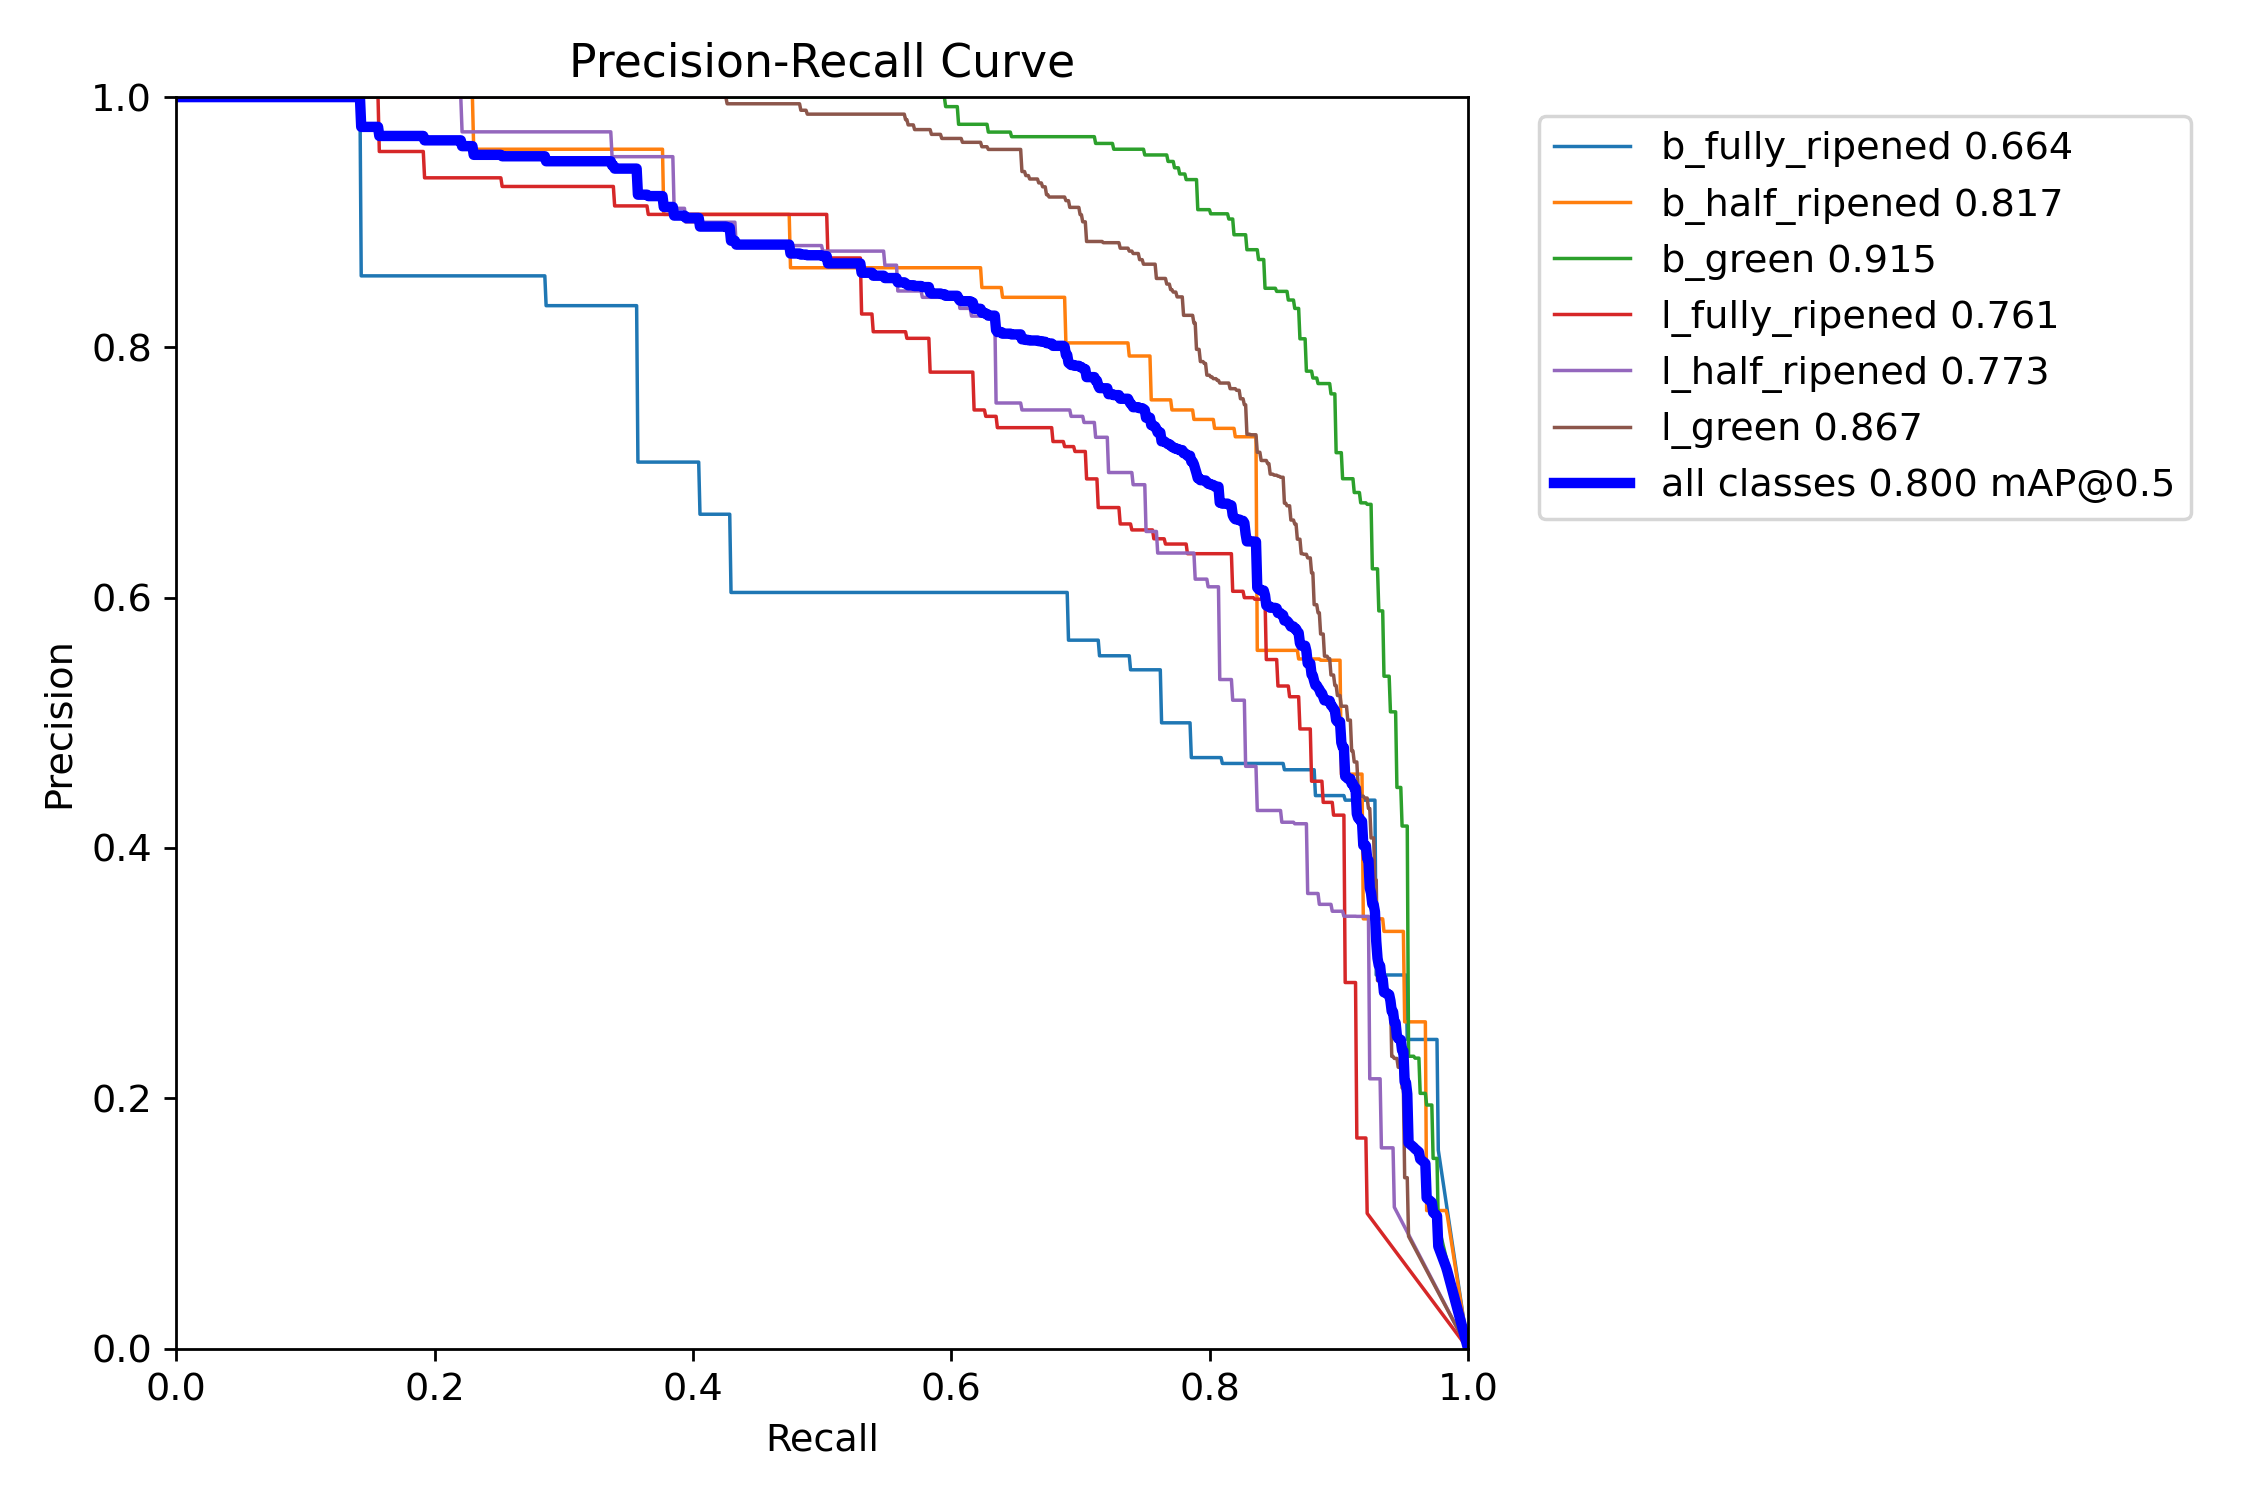 Precision-Recall Curve
1.0
0.8
0.6
0.4
0.2
0.0
Precision
0.0 0.2 0.4 0.6 0.8 1.0
Recall
b_fully_ripened 0.664
b_half_ripened 0.817
b_green 0.915
l_fully_ripened 0.761
l_half_ripened 0.773
l_green 0.867
all classes 0.800 mAP@0.5